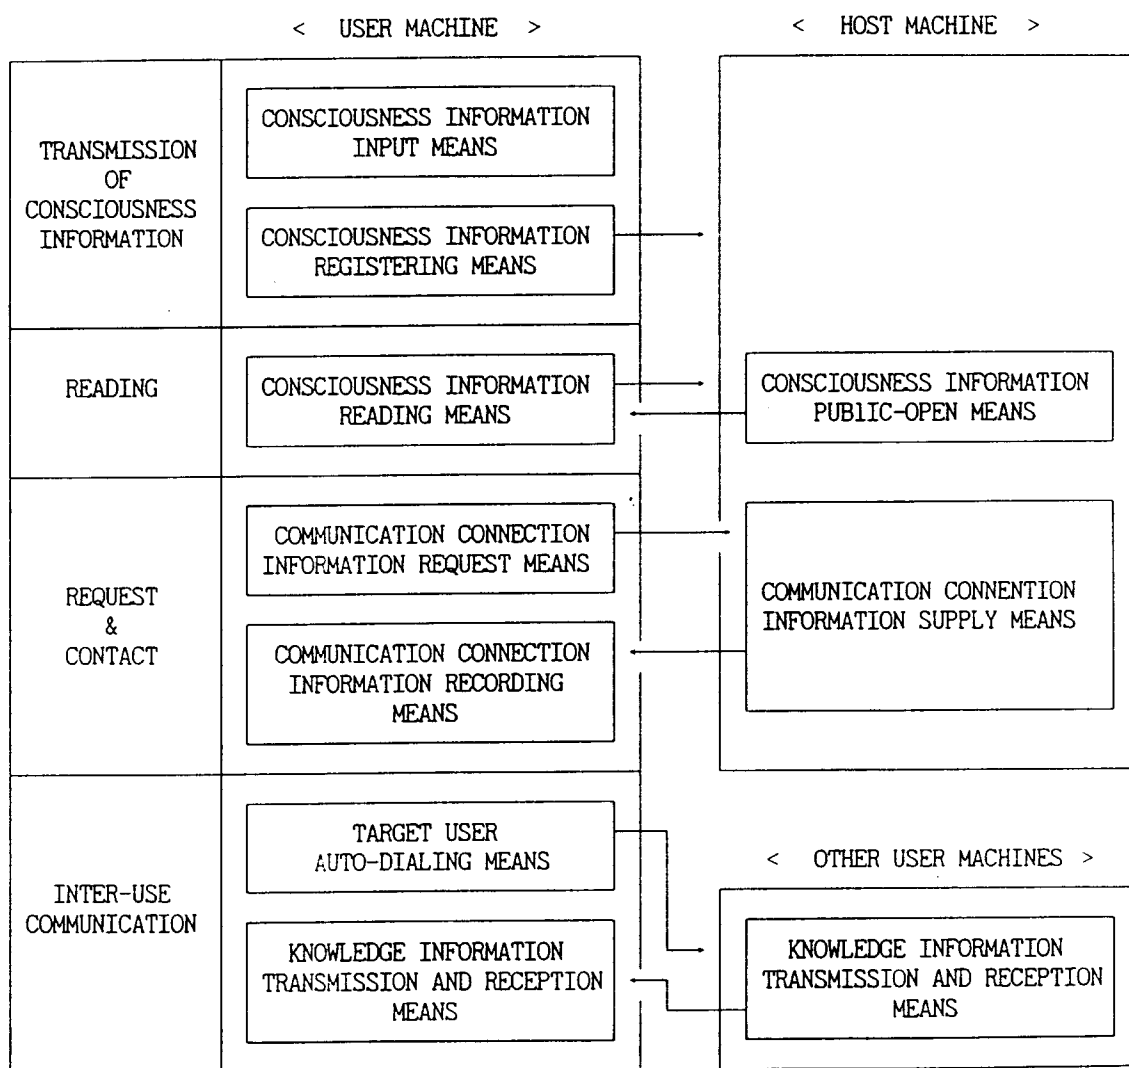 < USER MACHINE >
< HOST MACHINE >
TRANSMISSION
OF
CONSCIOUSNESS
INFORMATION
CONSCIOUSNESS INFORMATION
INPUT MEANS
CONSCIOUSNESS INFORMATION
REGISTERING MEANS
READING
CONSCIOUSNESS INFORMATION
READING MEANS
CONSCIOUSNESS INFORMATION
PUBlIC-OPEN MEANS
REQUEST
&
CONTACT
COMMUNICATION CONNECTION
INFORMATION REQUEST MEANS
COMMUNICATION CONNECTION
INFORMATION RECORDING
MEANS
COMMUNICATION CONNENTION
INFORMATION SUPPLY MEANS
INTER-USE
COMMUNICATION
TARGET USER
AUTO-DIALING MEANS
KNOWLEDGE INFORMATION
TRANSMISSION AND RECEPTION
MEANS
< OTHER USER MACHINES >
KNOWLEDGE INFORMATION
TRANSMISSION AND RECEPTION
MEANS